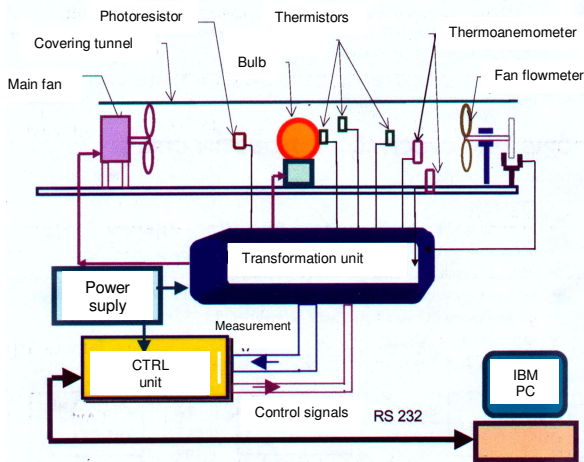 Photoresistor
Thermistors
Covering tunnel
Thermoanemometer
Bulb
Main fan
Fan flowmeter
Transformation unit
Power
suply
Measurement
CTRL
unit
IBM
PC
Control signals
RS 232